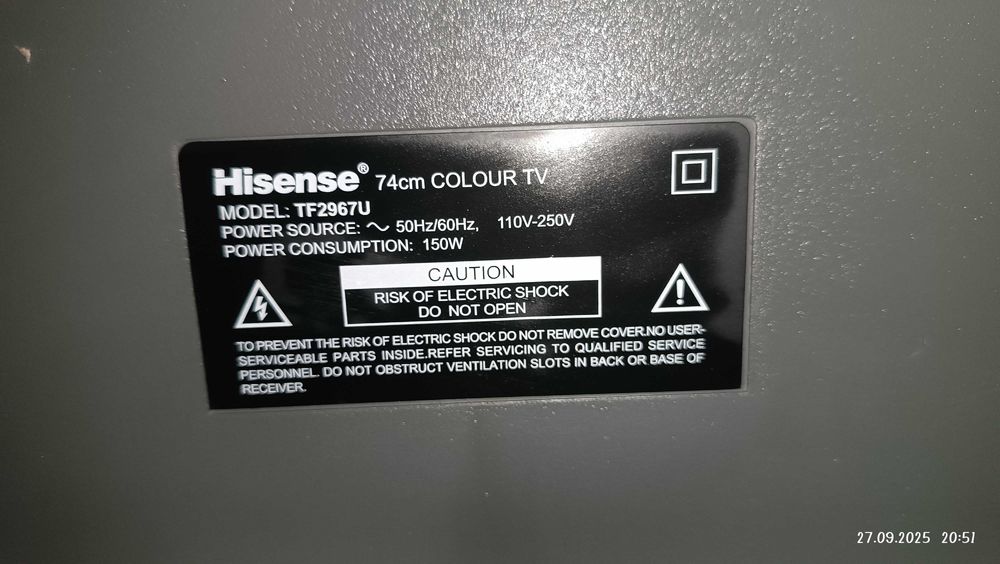 Hisense® 74cm COLOUR TV
MODEL: TF2967U
POWER SOURCE: ～ 50Hz/60Hz, 110V-250V
POWER CONSUMPTION: 150W
CAUTION
RISK OF ELECTRIC SHOCK
DO NOT OPEN
TO PREVENT THE RISK OF ELECTRIC SHOCK DO NOT REMOVE COVER.NO USER-
SERVICEABLE PARTS INSIDE.REFER SERVICING TO QUALIFIED SERVICE
PERSONNEL. DO NOT OBSTRUCT VENTILATION SLOTS IN BACK OR BASE OF
RECEIVER.
27.09.2025 20:51